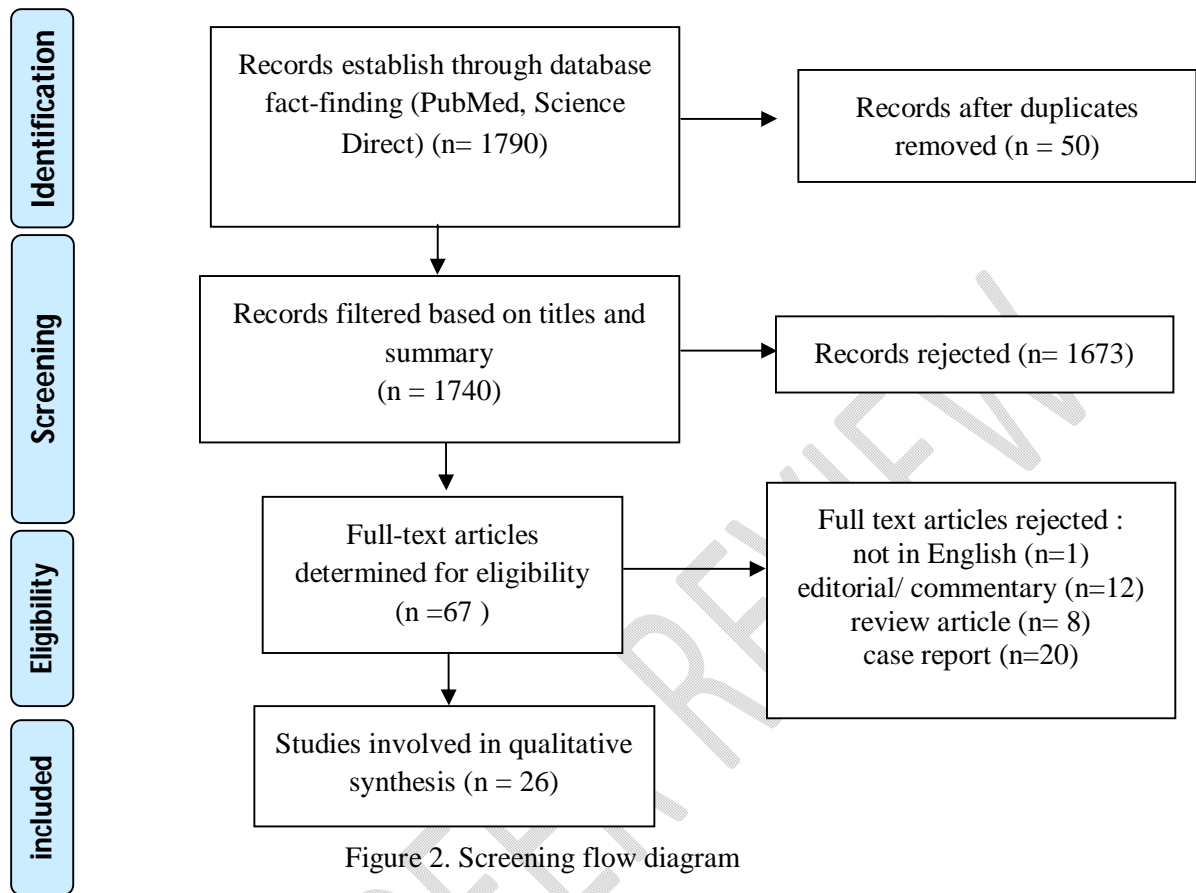 Identification
Records establish through database
fact-finding (PubMed, Science
Direct) (n= 1790)
Records after duplicates
removed (n = 50)
Screening
Records filtered based on titles and
summary
(n = 1740)
Records rejected (n= 1673)
Eligibility
Full-text articles
determined for eligibility
(n =67 )
Full text articles rejected :
not in English (n=1)
editorial/ commentary (n=12)
review article (n= 8)
case report (n=20)
included
Studies involved in qualitative
synthesis (n = 26)
Figure 2. Screening flow diagram
EER REVIEW